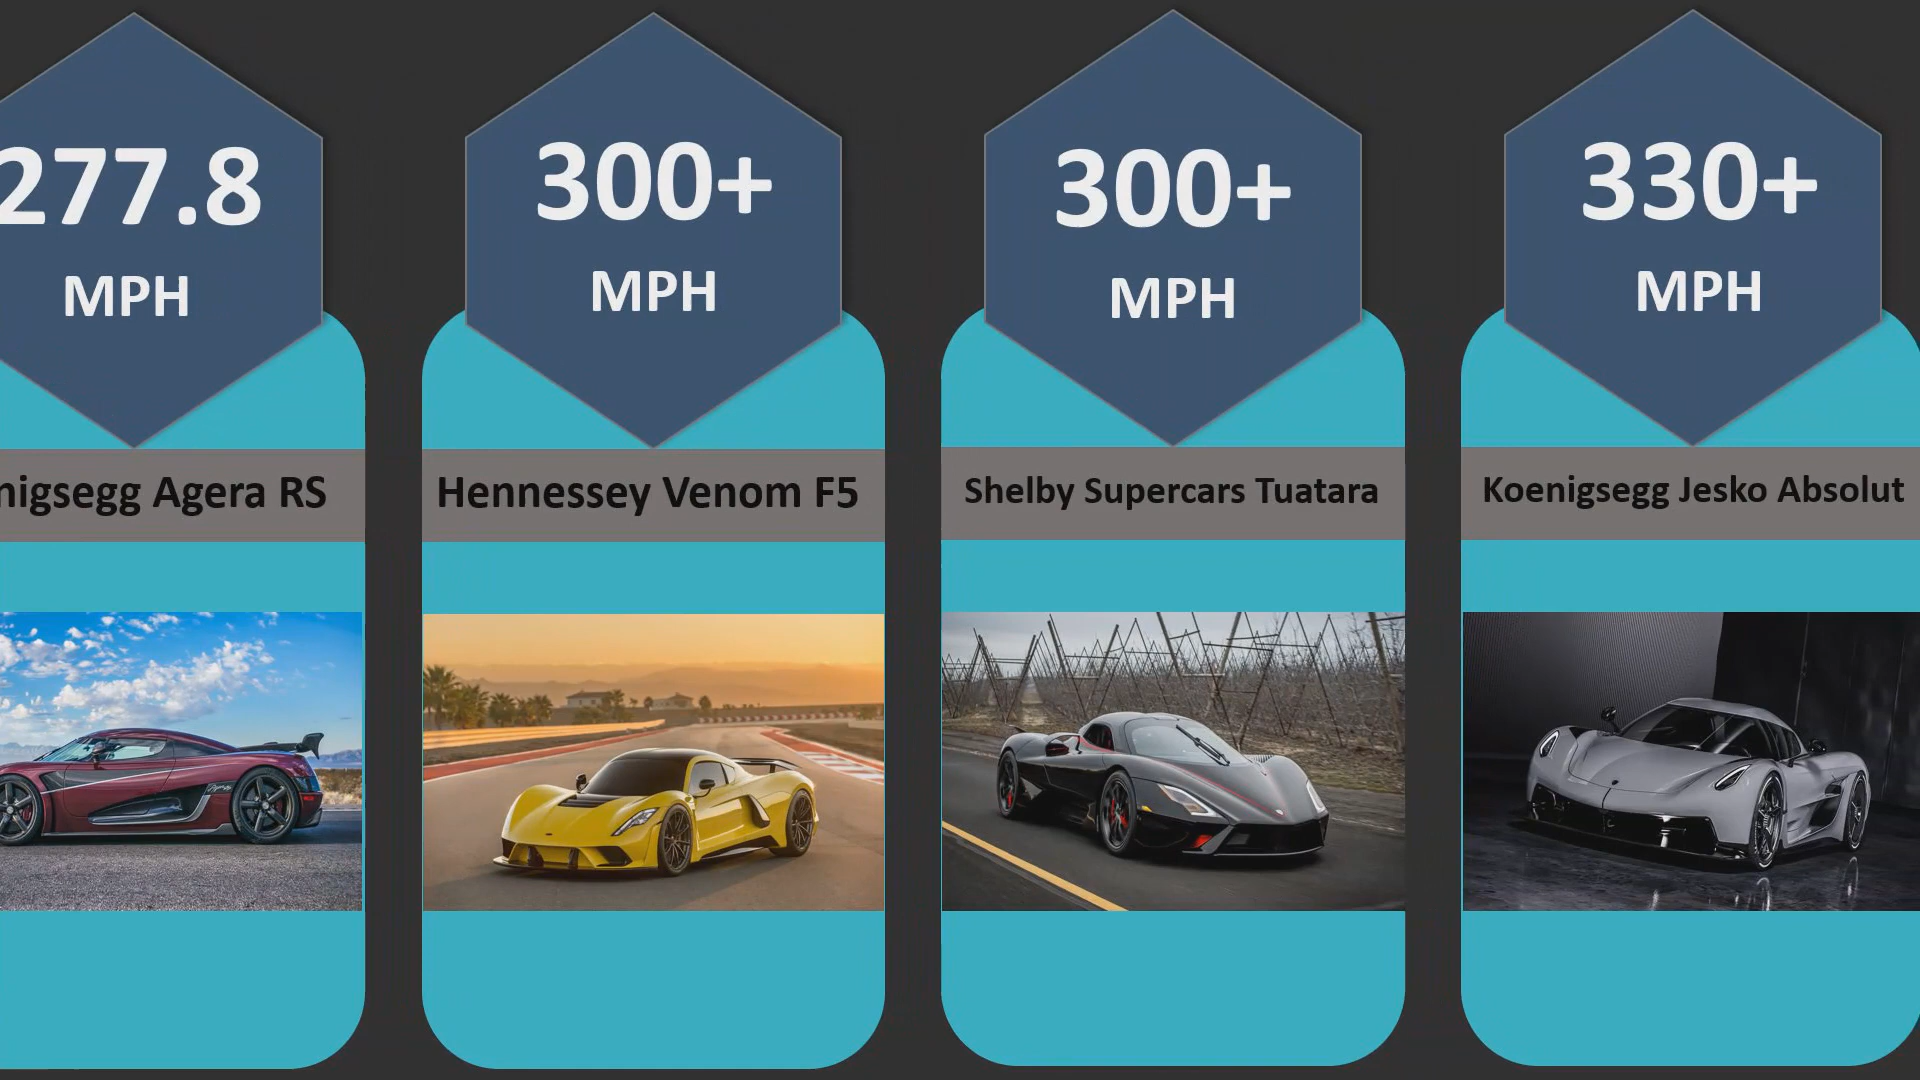 277.8
MPH
300+
MPH
300+
MPH
330+
MPH
nigsegg Agera RS
Hennessey Venom F5
Shelby Supercars Tuatara
Koenigsegg Jesko Absolut